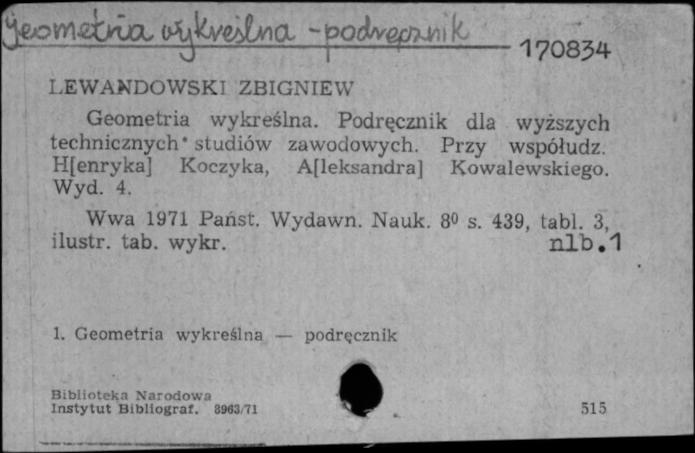 Geometria wykreślna - podręcznik
170834
LEWANDOWSKI ZBIGNIEW
Geometria wykreślna. Podręcznik dla wyższych
technicznych studiów zawodowych. Przy współudz.
H[enryka] Koczyka, A[leksandra] Kowalewskiego.
Wyd. 4.
Wwa 1971 Państ. Wydawn. Nauk. 8⁰ s. 439, tabl. 3,
ilustr. tab. wykr. nlb.1
1. Geometria wykreślna — podręcznik
Biblioteka Narodowa
Instytut Bibliograf. 8963/71 515